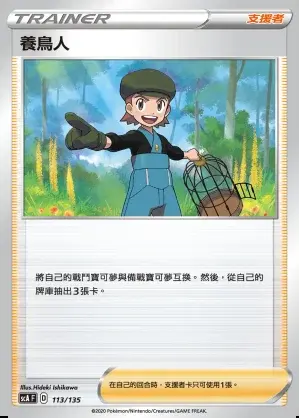 TRAINER
支援者
養鳥人
將自己的戰鬥寶可夢與備戰寶可夢互換。然後，從自己的
牌庫抽出3張卡。
Illus.Hideki Ishikawa
scA F D 113/135
在自己的回合時，支援者卡只可使用1張。
©2020 Pokémon/Nintendo/Creatures/GAME FREAK.